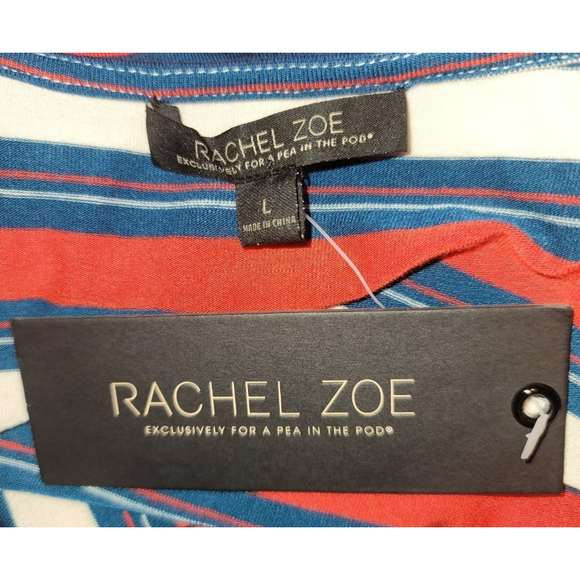 RACHEL ZOE
EXCLUSIVELY FOR A PEA IN THE POD®
L
MADE IN CHINA
RACHEL ZOE
EXCLUSIVELY FOR A PEA IN THE POD®